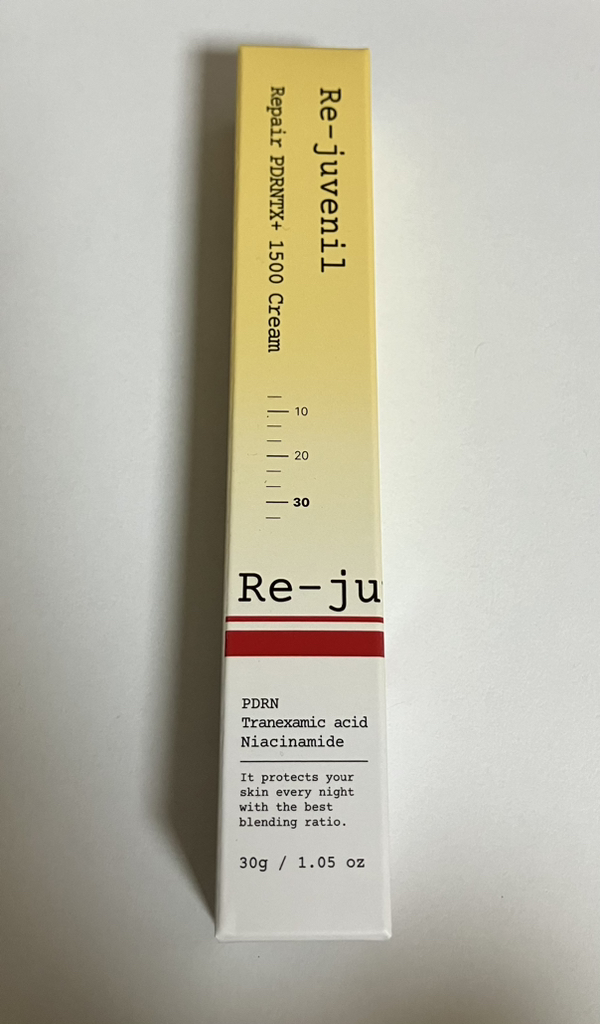 Re-juvenil
Repair PDRNTX+ 1500 Cream
10
20
30
Re-ju
PDRN
Tranexamic acid
Niacinamide
It protects your
skin every night
with the best
blending ratio.
30g / 1.05 oz